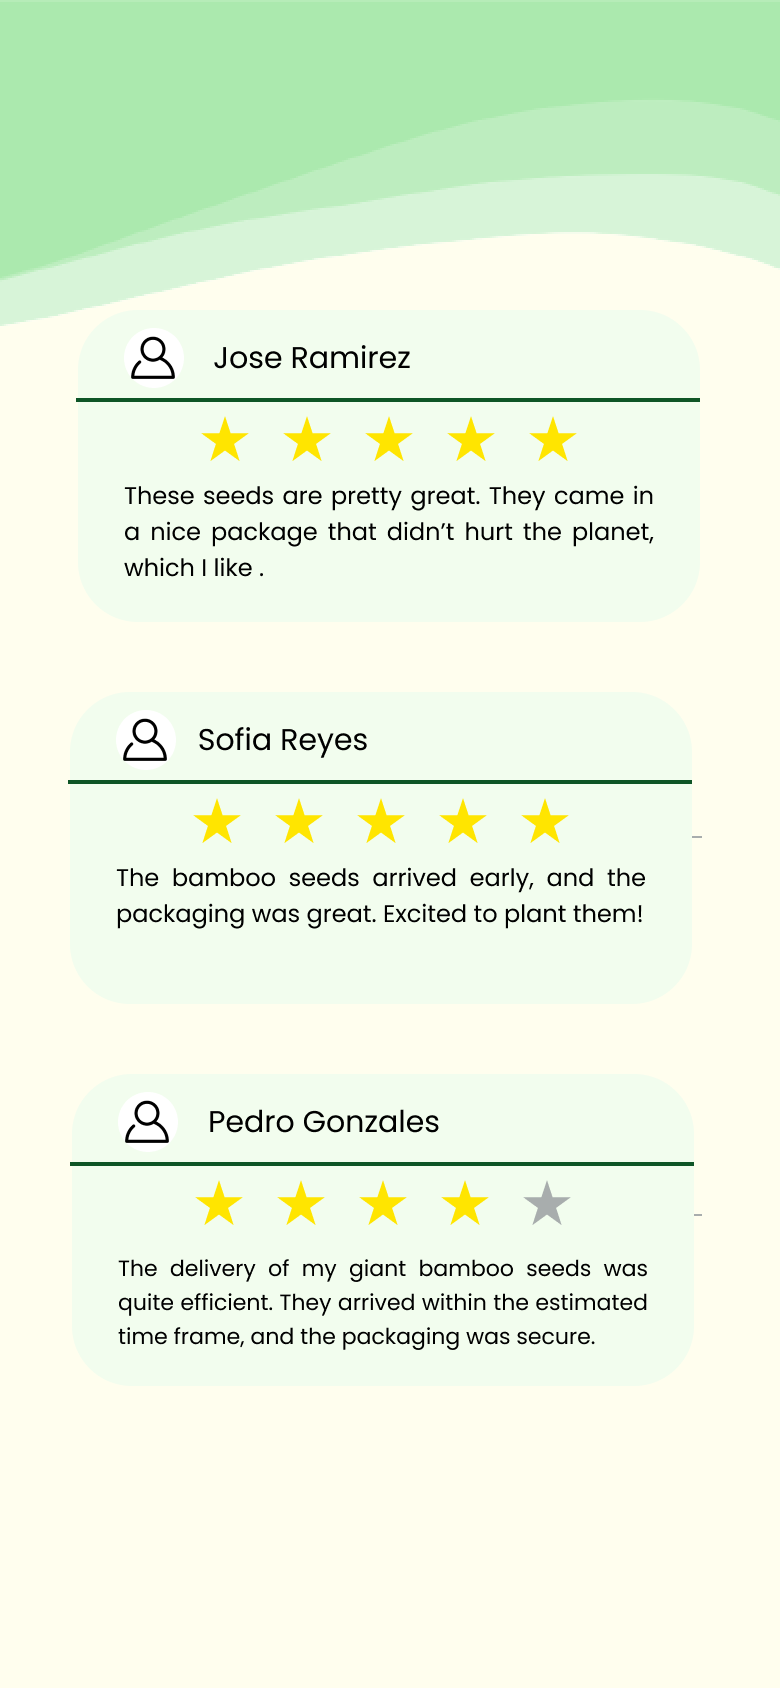 Jose Ramirez
These seeds are pretty great. They came in
a nice package that didn’t hurt the planet,
which I like .
Sofia Reyes
The bamboo seeds arrived early, and the
packaging was great. Excited to plant them!
Pedro Gonzales
The delivery of my giant bamboo seeds was
quite efficient. They arrived within the estimated
time frame, and the packaging was secure.